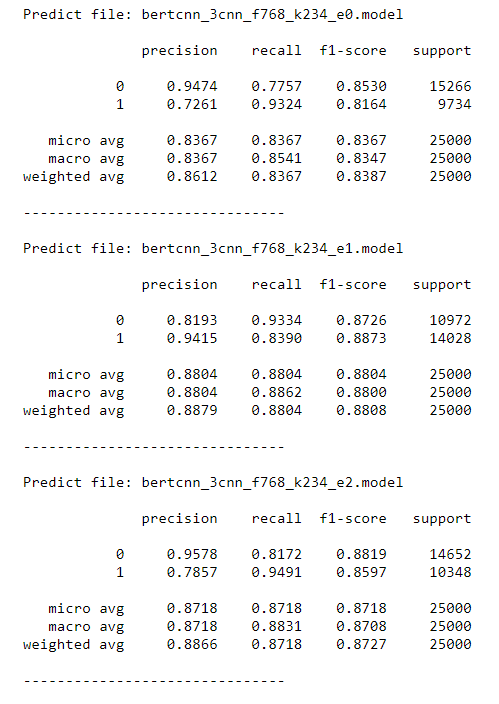 Predict file: bertcnn_3cnn_f768_k234_e0.model
precision recall f1-score support
0 0.9474 0.7757 0.8530 15266
1 0.7261 0.9324 0.8164 9734
micro avg 0.8367 0.8367 0.8367 25000
macro avg 0.8367 0.8541 0.8347 25000
weighted avg 0.8612 0.8367 0.8387 25000
-------------------------------
Predict file: bertcnn_3cnn_f768_k234_e1.model
precision recall f1-score support
0 0.8193 0.9334 0.8726 10972
1 0.9415 0.8390 0.8873 14028
micro avg 0.8804 0.8804 0.8804 25000
macro avg 0.8804 0.8862 0.8800 25000
weighted avg 0.8879 0.8804 0.8808 25000
-------------------------------
Predict file: bertcnn_3cnn_f768_k234_e2.model
precision recall f1-score support
0 0.9578 0.8172 0.8819 14652
1 0.7857 0.9491 0.8597 10348
micro avg 0.8718 0.8718 0.8718 25000
macro avg 0.8718 0.8831 0.8708 25000
weighted avg 0.8866 0.8718 0.8727 25000
-------------------------------